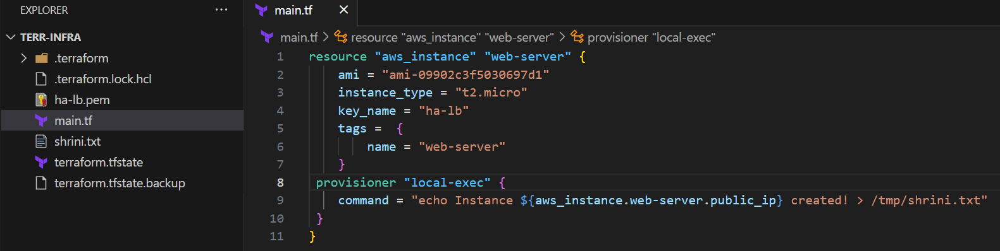 EXPLORER
TERR-INFRA
.terraform
.terraform.lock.hcl
ha-lb.pem
main.tf
shrini.txt
terraform.tfstate
terraform.tfstate.backup
main.tf
main.tf > resource "aws_instance" "web-server" > provisioner "local-exec"
1 resource "aws_instance" "web-server" {
2 ami = "ami-09902c3f5030697d1"
3 instance_type = "t2.micro"
4 key_name = "ha-lb"
5 tags =  {
6 name = "web-server"
7 }
8 provisioner "local-exec" {
9 command = "echo Instance ${aws_instance.web-server.public_ip} created! > /tmp/shrini.txt"
10 }
11 }